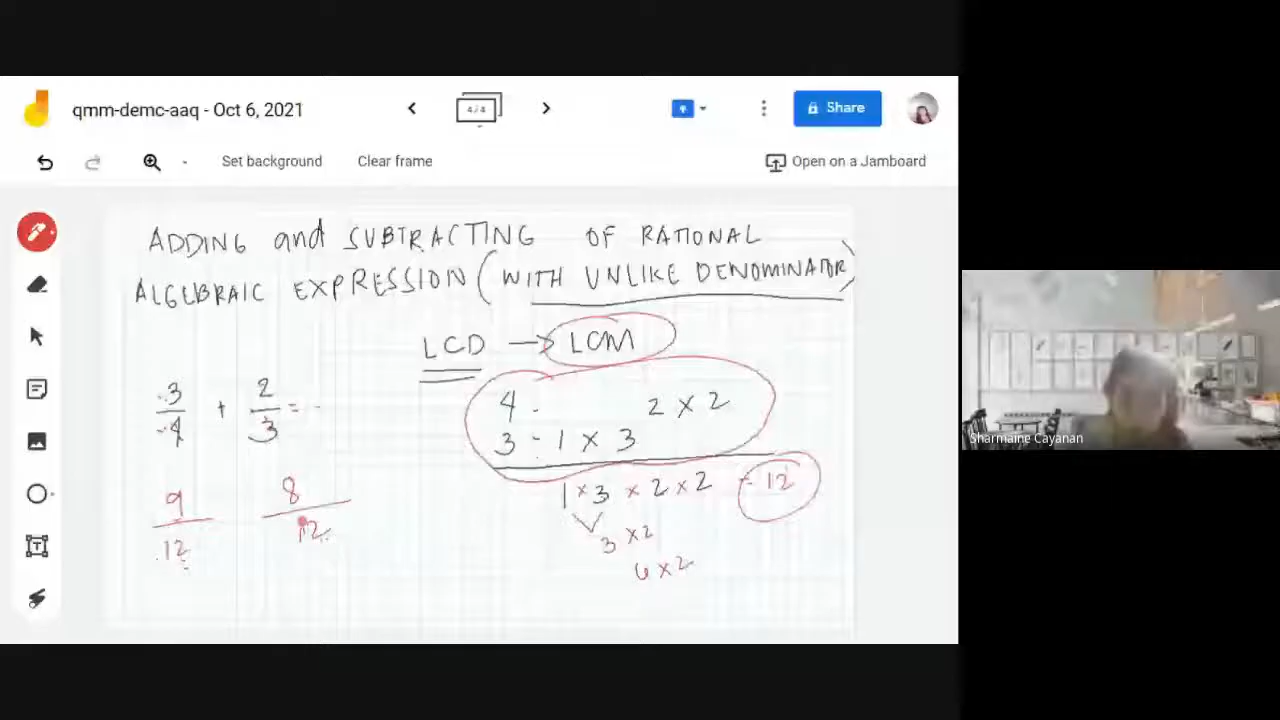 qmm-demc-aaq - Oct 6, 2021
4/4
Share
Set background
Clear frame
Open on a Jamboard
ADDING and SUBTRACTING OF RATIONAL
ALGEBRAIC EXPRESSION (WITH UNLIKE DENOMINATOR)
LCD → LCM
3/4 + 2/3 =
4 - 2 x 2
3 - 1 x 3
1 x 3 x 2 x 2 = 12
3 x 2
6 x 2
9/12 8/12
Sharmaine Cayanan